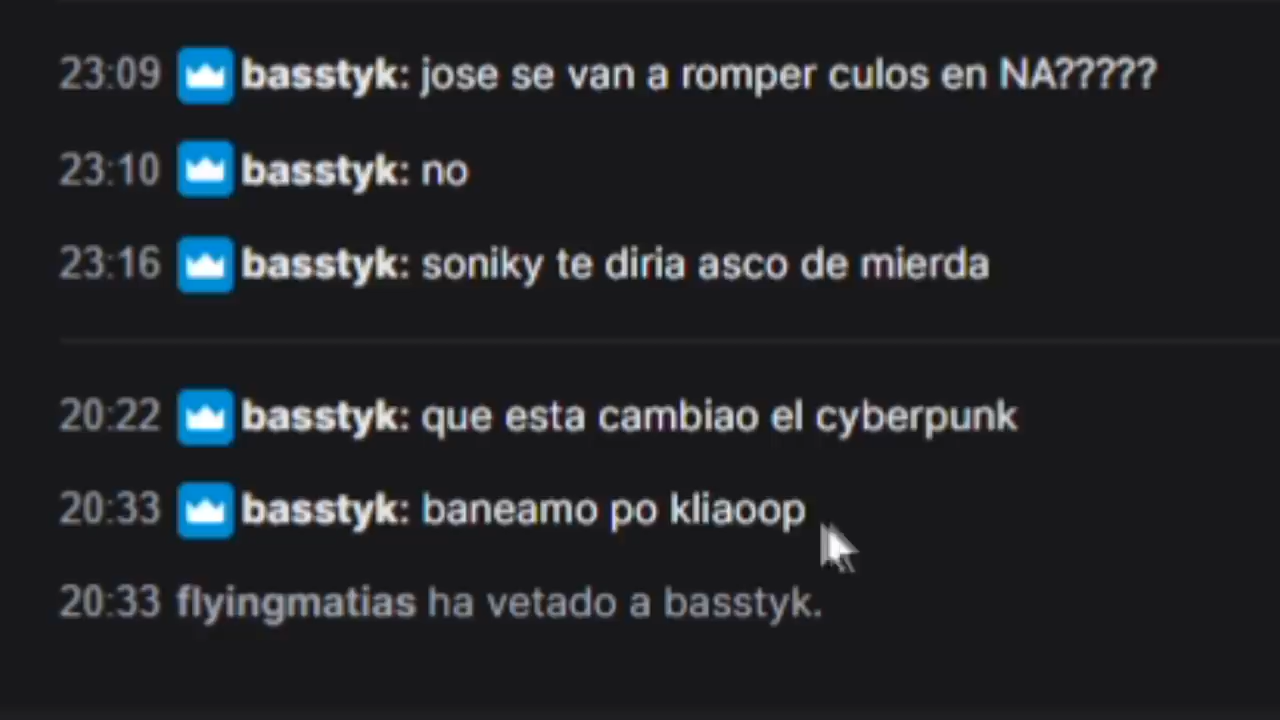 23:09 basstyk: jose se van a romper culos en NA?????
23:10 basstyk: no
23:16 basstyk: soniky te diria asco de mierda
20:22 basstyk: que esta cambiao el cyberpunk
20:33 basstyk: baneamo po kliaoop
20:33 flyingmatias ha vetado a basstyk.